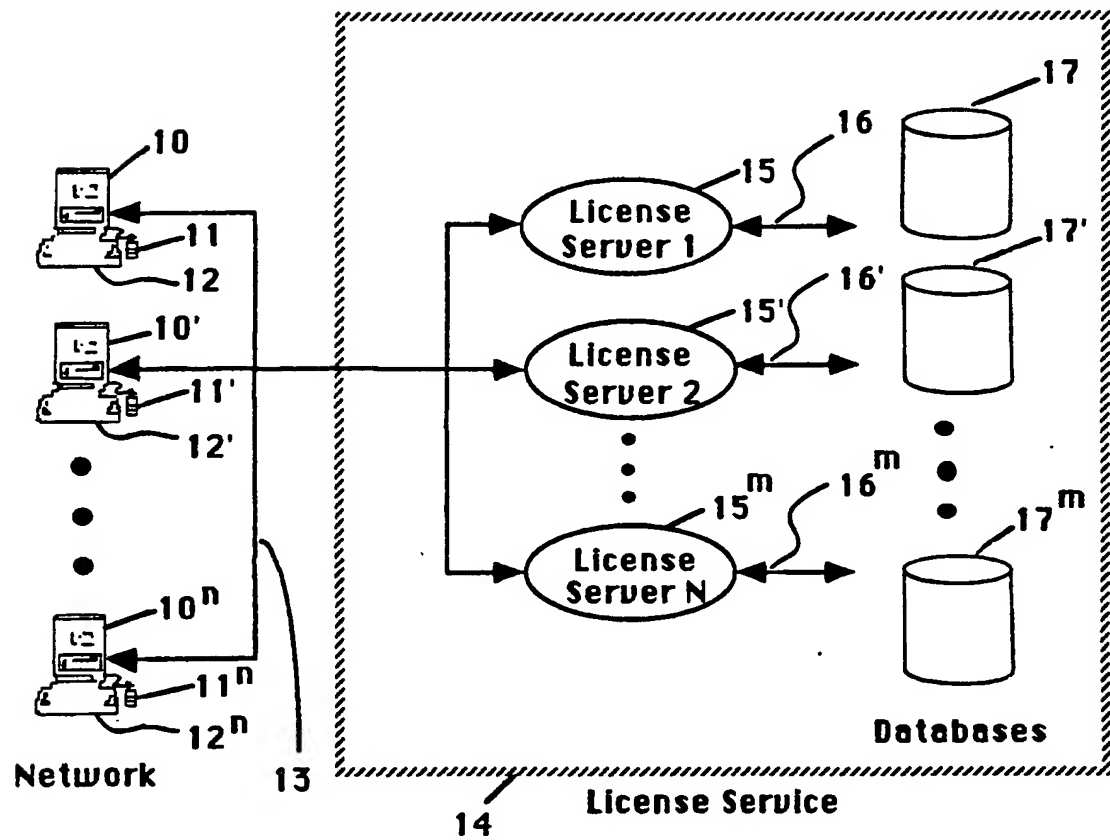 17
10
16
15
License
Server 1
11
12
17'
16'
10'
15'
License
Server 2
11'
12'
16^m
15^m
17^m
License
Server N
10^n
11^n
12^n
Databases
Network
13
License Service
14